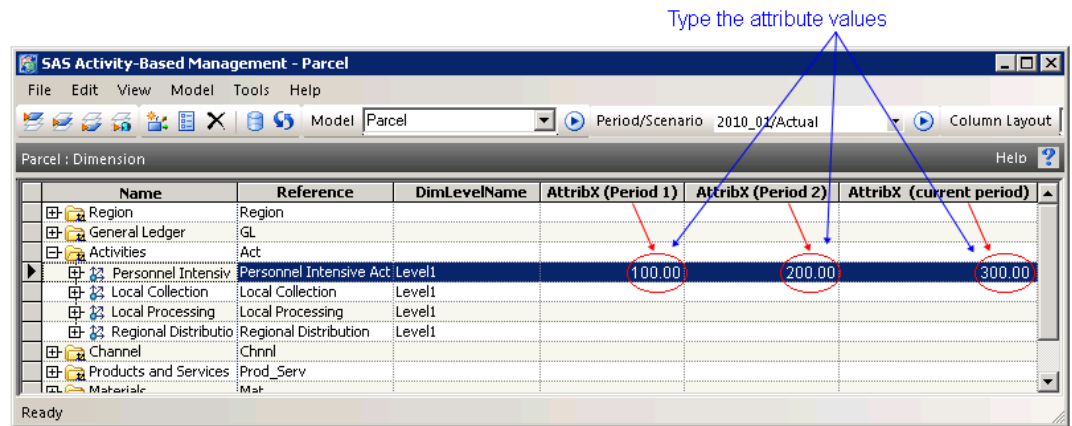 Type the attribute values
SAS Activity-Based Management - Parcel
File Edit View Model Tools Help
Model Parcel Period/Scenario 2010_01/Actual Column Layout
Parcel : Dimension Help ?
Name Reference DimLevelName AttribX (Period 1) AttribX (Period 2) AttribX (current period)
Region Region
General Ledger GL
Activities Act
Personnel Intensiv Personnel Intensive Act Level1 100.00 200.00 300.00
Local Collection Local Collection Level1
Local Processing Local Processing Level1
Regional Distributio Regional Distribution Level1
Channel Chnnl
Products and Services Prod_Serv
Materials Mat
Ready